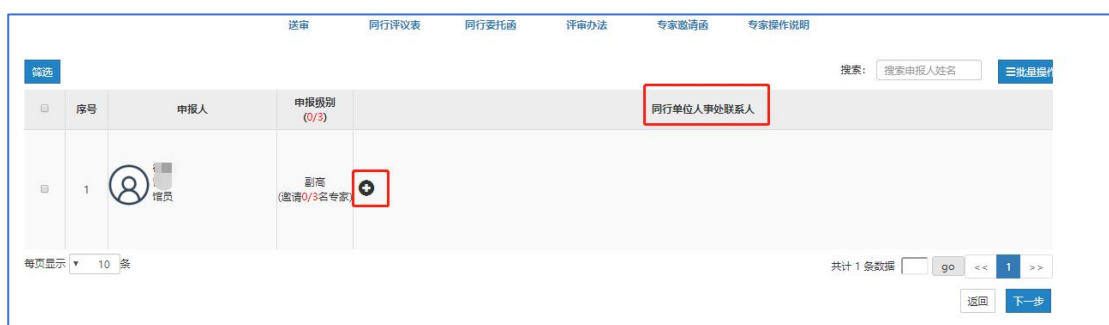 送审 同行评议表 同行委托函 评审办法 专家邀请函 专家操作说明
筛选 搜索： 搜索申报人姓名 三批量操作
序号 申报人 申报级别 同行单位人事处联系人
(0/3)
1 馆员 副高
(邀请0/3名专家)
每页显示 10 条 共计 1 条数据 go << 1 >>
返回 下一步